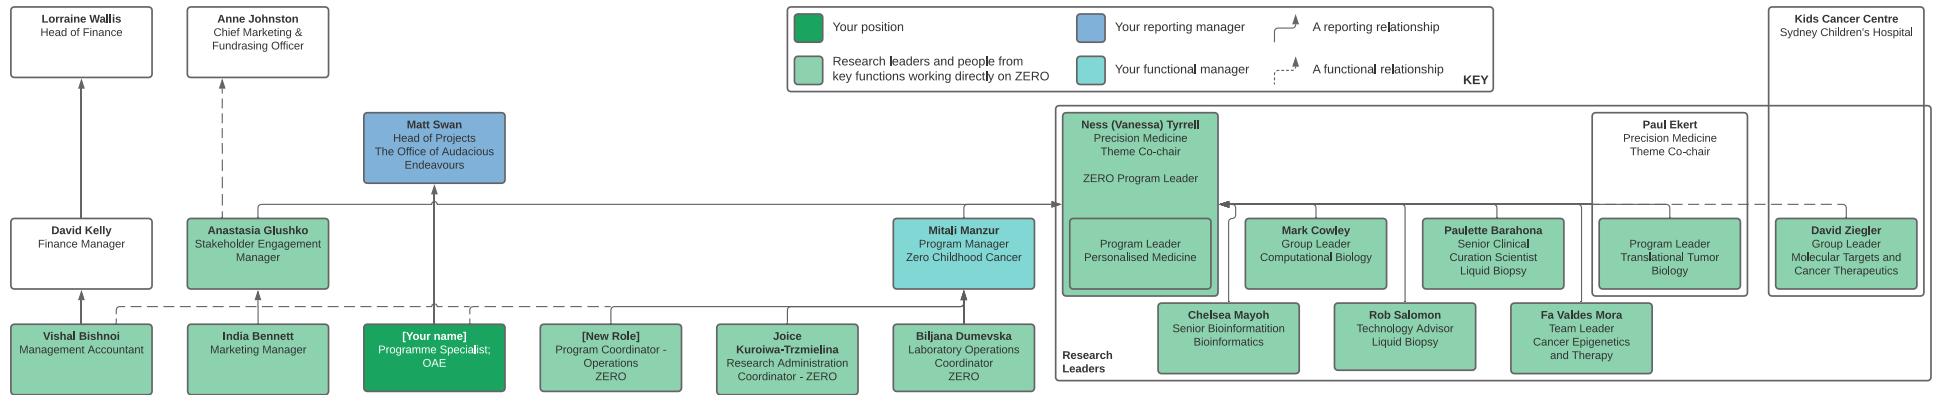 Lorraine Wallis
Head of Finance
Anne Johnston
Chief Marketing &
Fundrasing Officer
Your position
Research leaders and people from
key functions working directly on ZERO
Your reporting manager
Your functional manager
A reporting relationship
A functional relationship
KEY
Kids Cancer Centre
Sydney Children's Hospital
Matt Swan
Head of Projects
The Office of Audacious
Endeavours
Ness (Vanessa) Tyrrell
Precision Medicine
Theme Co-chair
ZERO Program Leader
Program Leader
Personalised Medicine
Paul Ekert
Precision Medicine
Theme Co-chair
Program Leader
Translational Tumor
Biology
David Kelly
Finance Manager
Anastasia Glushko
Stakeholder Engagement
Manager
Mitali Manzur
Program Manager
Zero Childhood Cancer
Mark Cowley
Group Leader
Computational Biology
Paulette Barahona
Senior Clinical
Curation Scientist
Liquid Biopsy
David Ziegler
Group Leader
Molecular Targets and
Cancer Therapeutics
Vishal Bishnoi
Management Accountant
India Bennett
Marketing Manager
[Your name]
Programme Specialist;
OAE
[New Role]
Program Coordinator -
Operations
ZERO
Joice
Kuroiwa-Trzmielina
Research Administration
Coordinator - ZERO
Biljana Dumevska
Laboratory Operations
Coordinator
ZERO
Research
Leaders
Chelsea Mayoh
Senior Bioinformatition
Bioinformatics
Rob Salomon
Technology Advisor
Liquid Biopsy
Fa Valdes Mora
Team Leader
Cancer Epigenetics
and Therapy